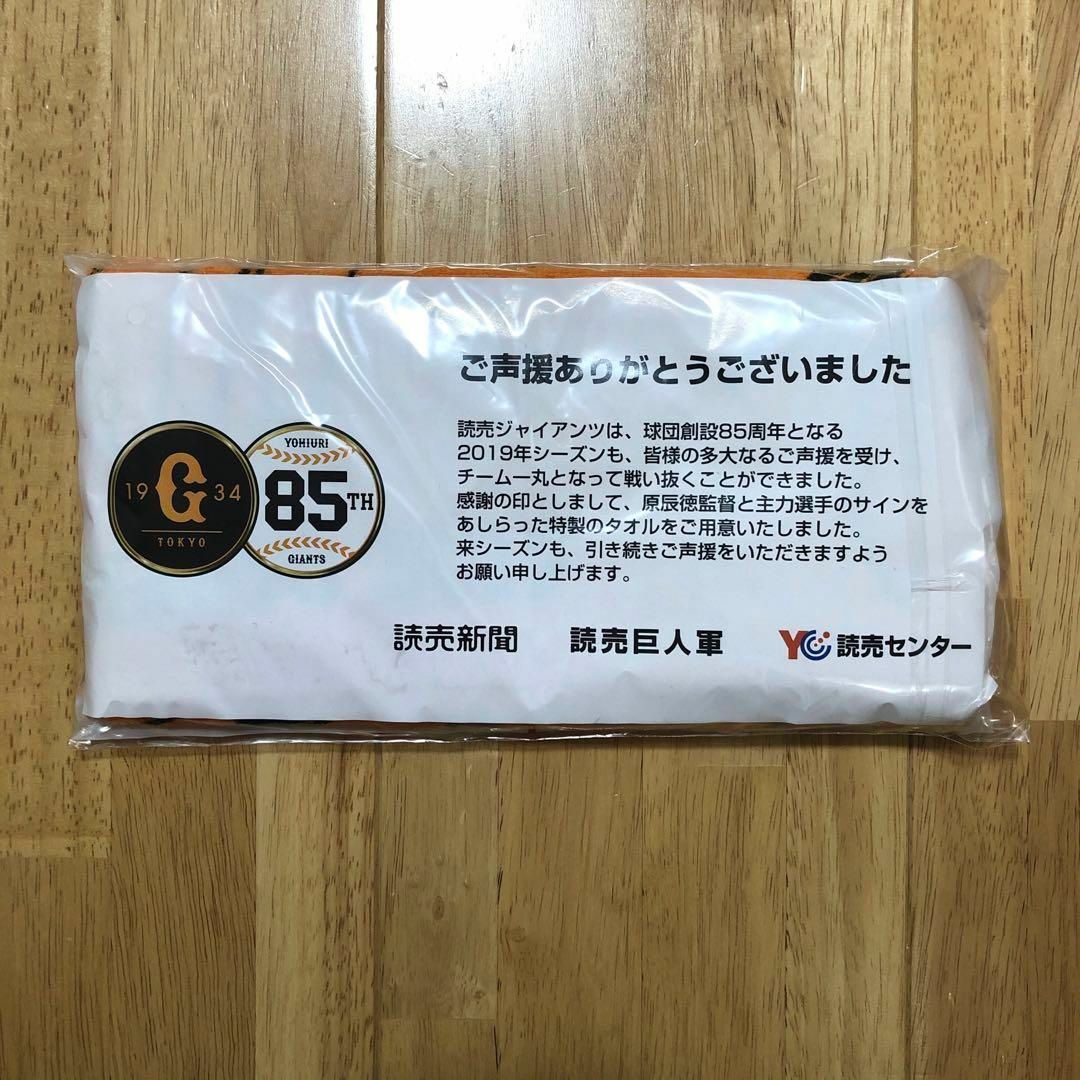 ご声援ありがとうございました
19 G 34
TOKYO
YOHIURI
85TH
GIANTS
読売ジャイアンツは、球団創設85周年となる
2019年シーズンも、皆様の多大なるご声援を受け、
チーム一丸となって戦い抜くことができました。
感謝の印としまして、原辰徳監督と主力選手のサインを
あしらった特製のタオルをご用意いたしました。
来シーズンも、引き続きご声援をいただきますよう
お願い申し上げます。
読売新聞 読売巨人軍 YC 読売センター